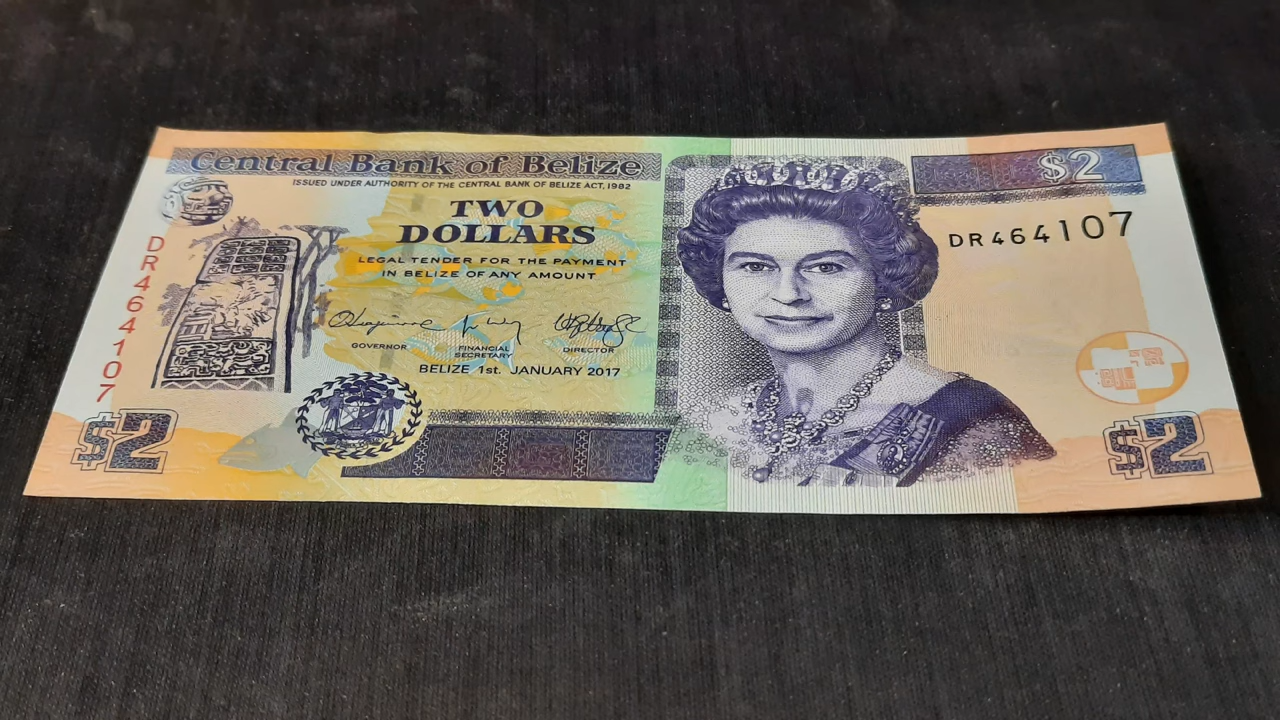 Central Bank of Belize
ISSUED UNDER AUTHORITY OF THE CENTRAL BANK OF BELIZE ACT, 1982
TWO
DOLLARS
LEGAL TENDER FOR THE PAYMENT
IN BELIZE OF ANY AMOUNT
GOVERNOR
FINANCIAL
SECRETARY
DIRECTOR
BELIZE 1st. JANUARY 2017
$2
DR464107
DR464107
$2
$2